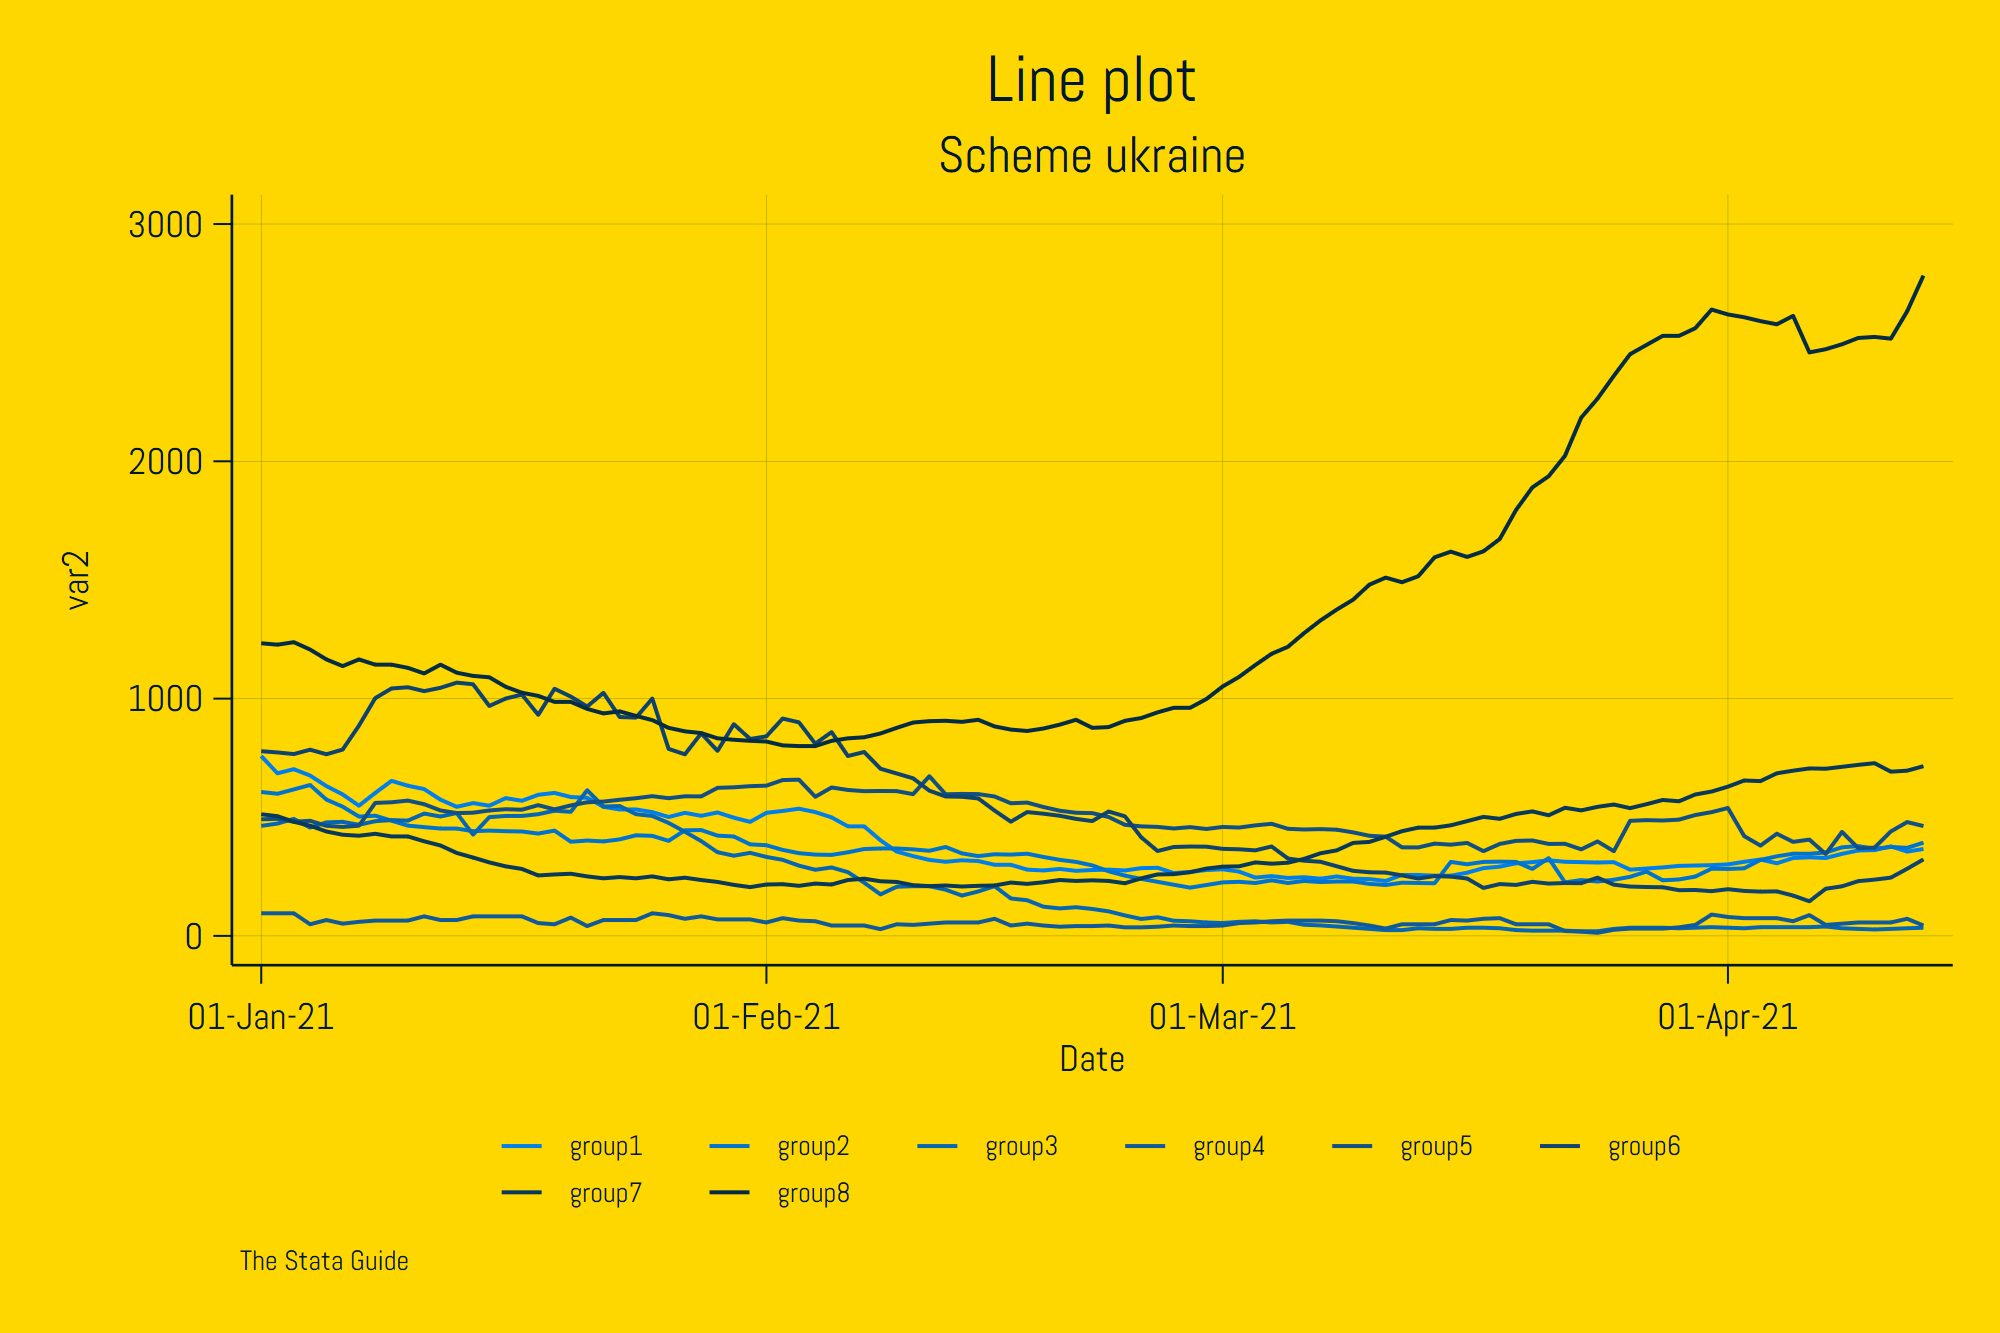 Line plot
Scheme ukraine
3000
2000
1000
0
var2
01-Jan-21 01-Feb-21 01-Mar-21 01-Apr-21
Date
group1 group2 group3 group4 group5 group6
group7 group8
The Stata Guide